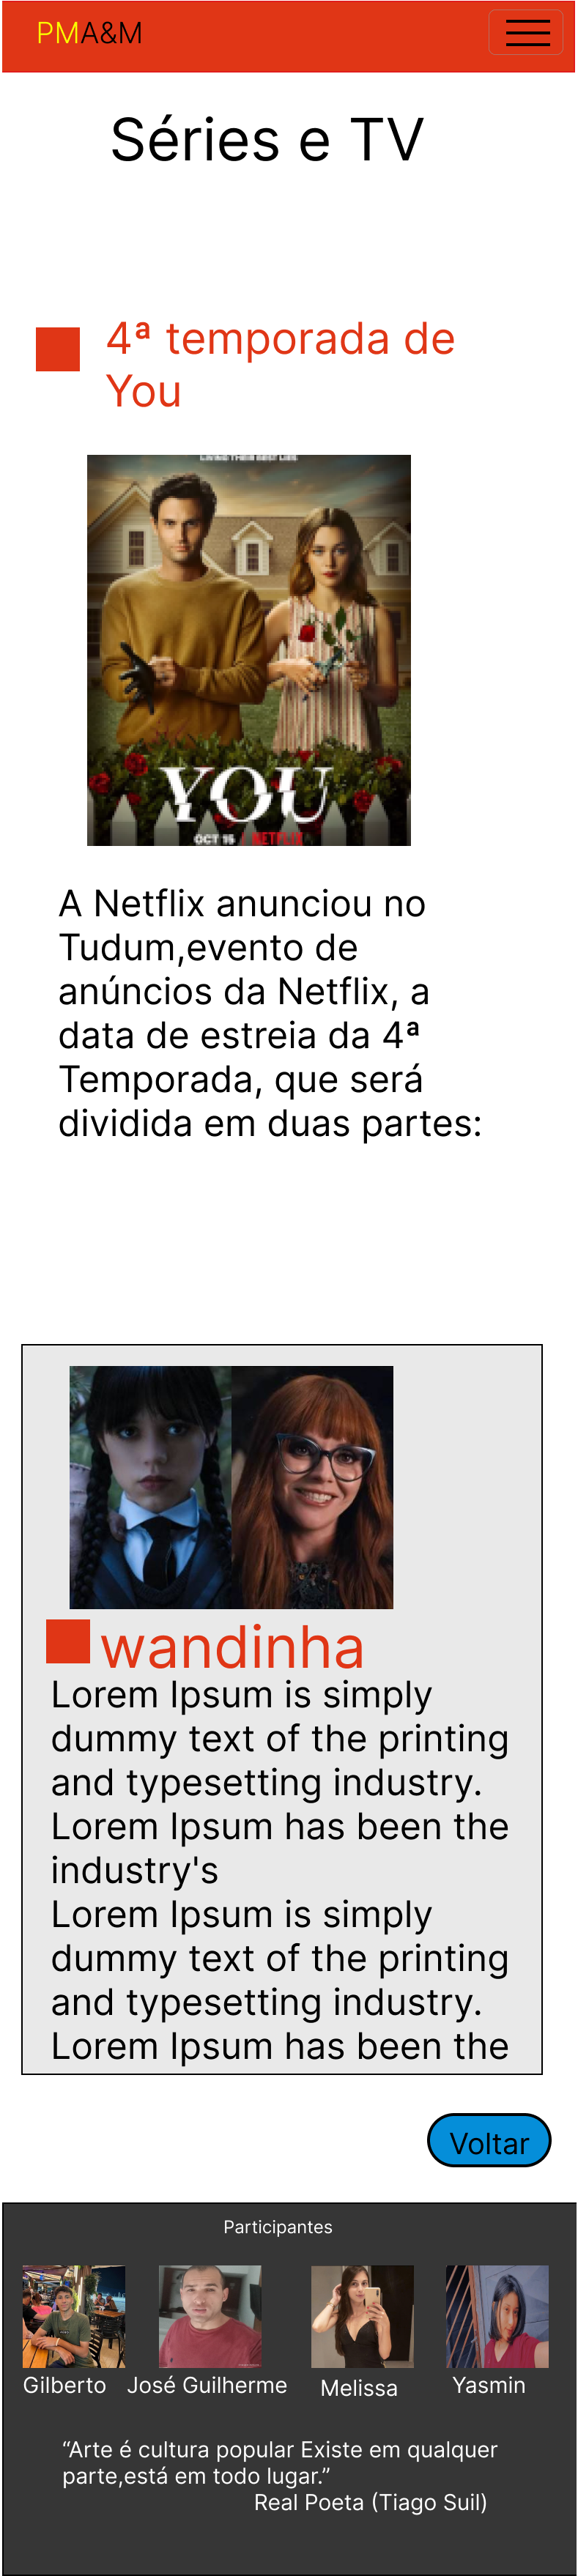 PMA&M
Séries e TV
4ª temporada de
You
YOU
OCT 15 / NETFLIX
A Netflix anunciou no
Tudum,evento de
anúncios da Netflix, a
data de estreia da 4ª
Temporada, que será
dividida em duas partes:
wandinha
Lorem Ipsum is simply
dummy text of the printing
and typesetting industry.
Lorem Ipsum has been the
industry's
Lorem Ipsum is simply
dummy text of the printing
and typesetting industry.
Lorem Ipsum has been the
Voltar
Participantes
Gilberto José Guilherme Melissa Yasmin
“Arte é cultura popular Existe em qualquer
parte,está em todo lugar.”
Real Poeta (Tiago Suil)